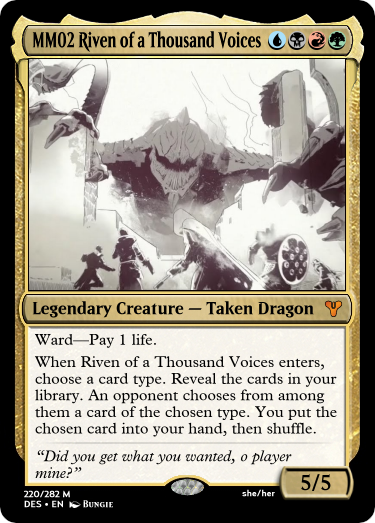 MM02 Riven of a Thousand Voices
Legendary Creature — Taken Dragon
Ward—Pay 1 life.
When Riven of a Thousand Voices enters,
choose a card type. Reveal the cards in your
library. An opponent chooses from among
them a card of the chosen type. You put the
chosen card into your hand, then shuffle.
“Did you get what you wanted, o player
mine?”
5/5
220/282 M
she/her
DES • EN Bungie